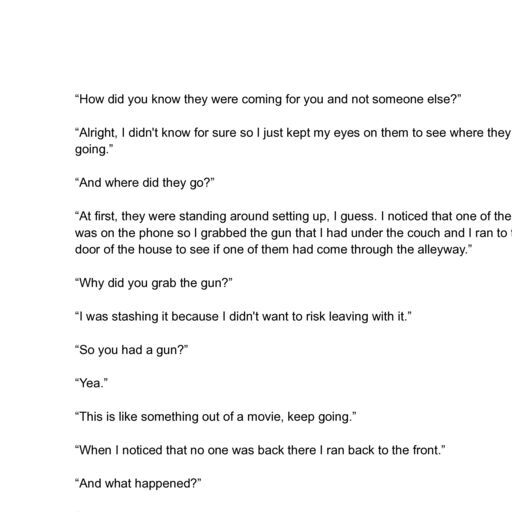 “How did you know they were coming for you and not someone else?”
“Alright, I didn't know for sure so I just kept my eyes on them to see where they
going.”
“And where did they go?”
“At first, they were standing around setting up, I guess. I noticed that one of the
was on the phone so I grabbed the gun that I had under the couch and I ran to
door of the house to see if one of them had come through the alleyway.”
“Why did you grab the gun?”
“I was stashing it because I didn't want to risk leaving with it.”
“So you had a gun?”
“Yea.”
“This is like something out of a movie, keep going.”
“When I noticed that no one was back there I ran back to the front.”
“And what happened?”